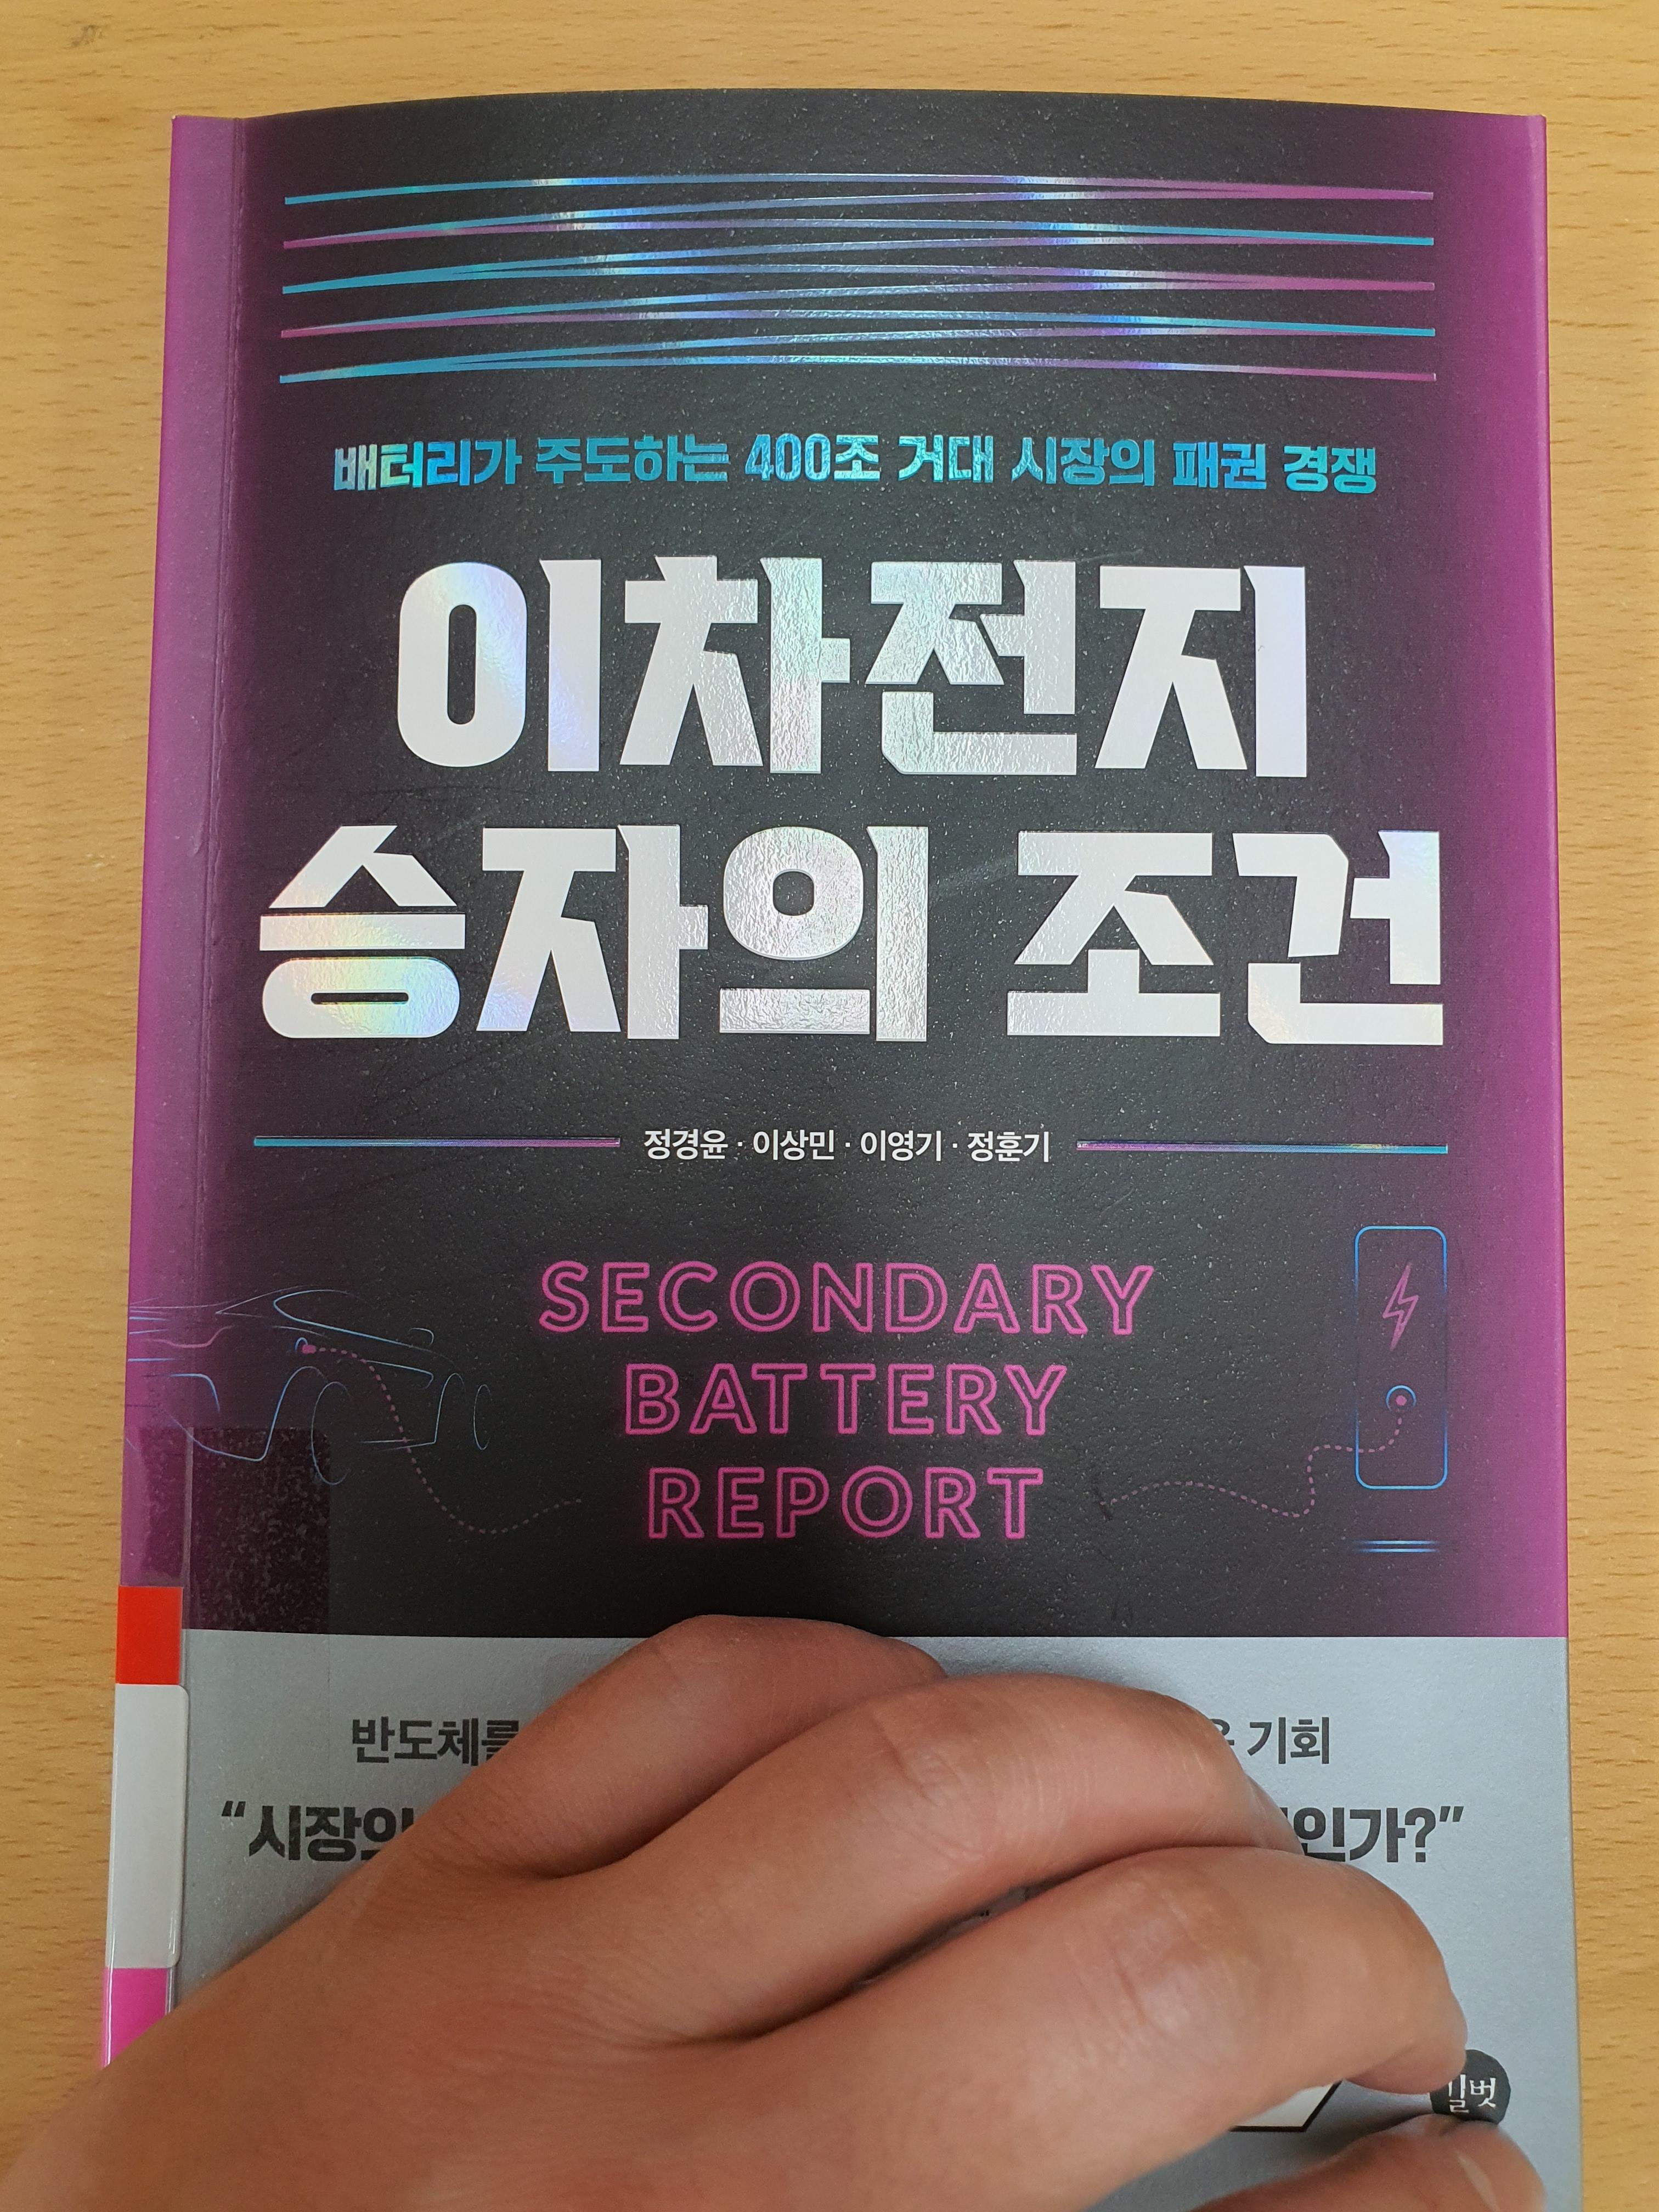 배터리가 주도하는 400조 거대 시장의 패권 경쟁
이차전지
승자의 조건
정경윤 · 이상민 · 이영기 · 정훈기
SECONDARY
BATTERY
REPORT
반도체를 기회
“시장의 인가?”
길벗